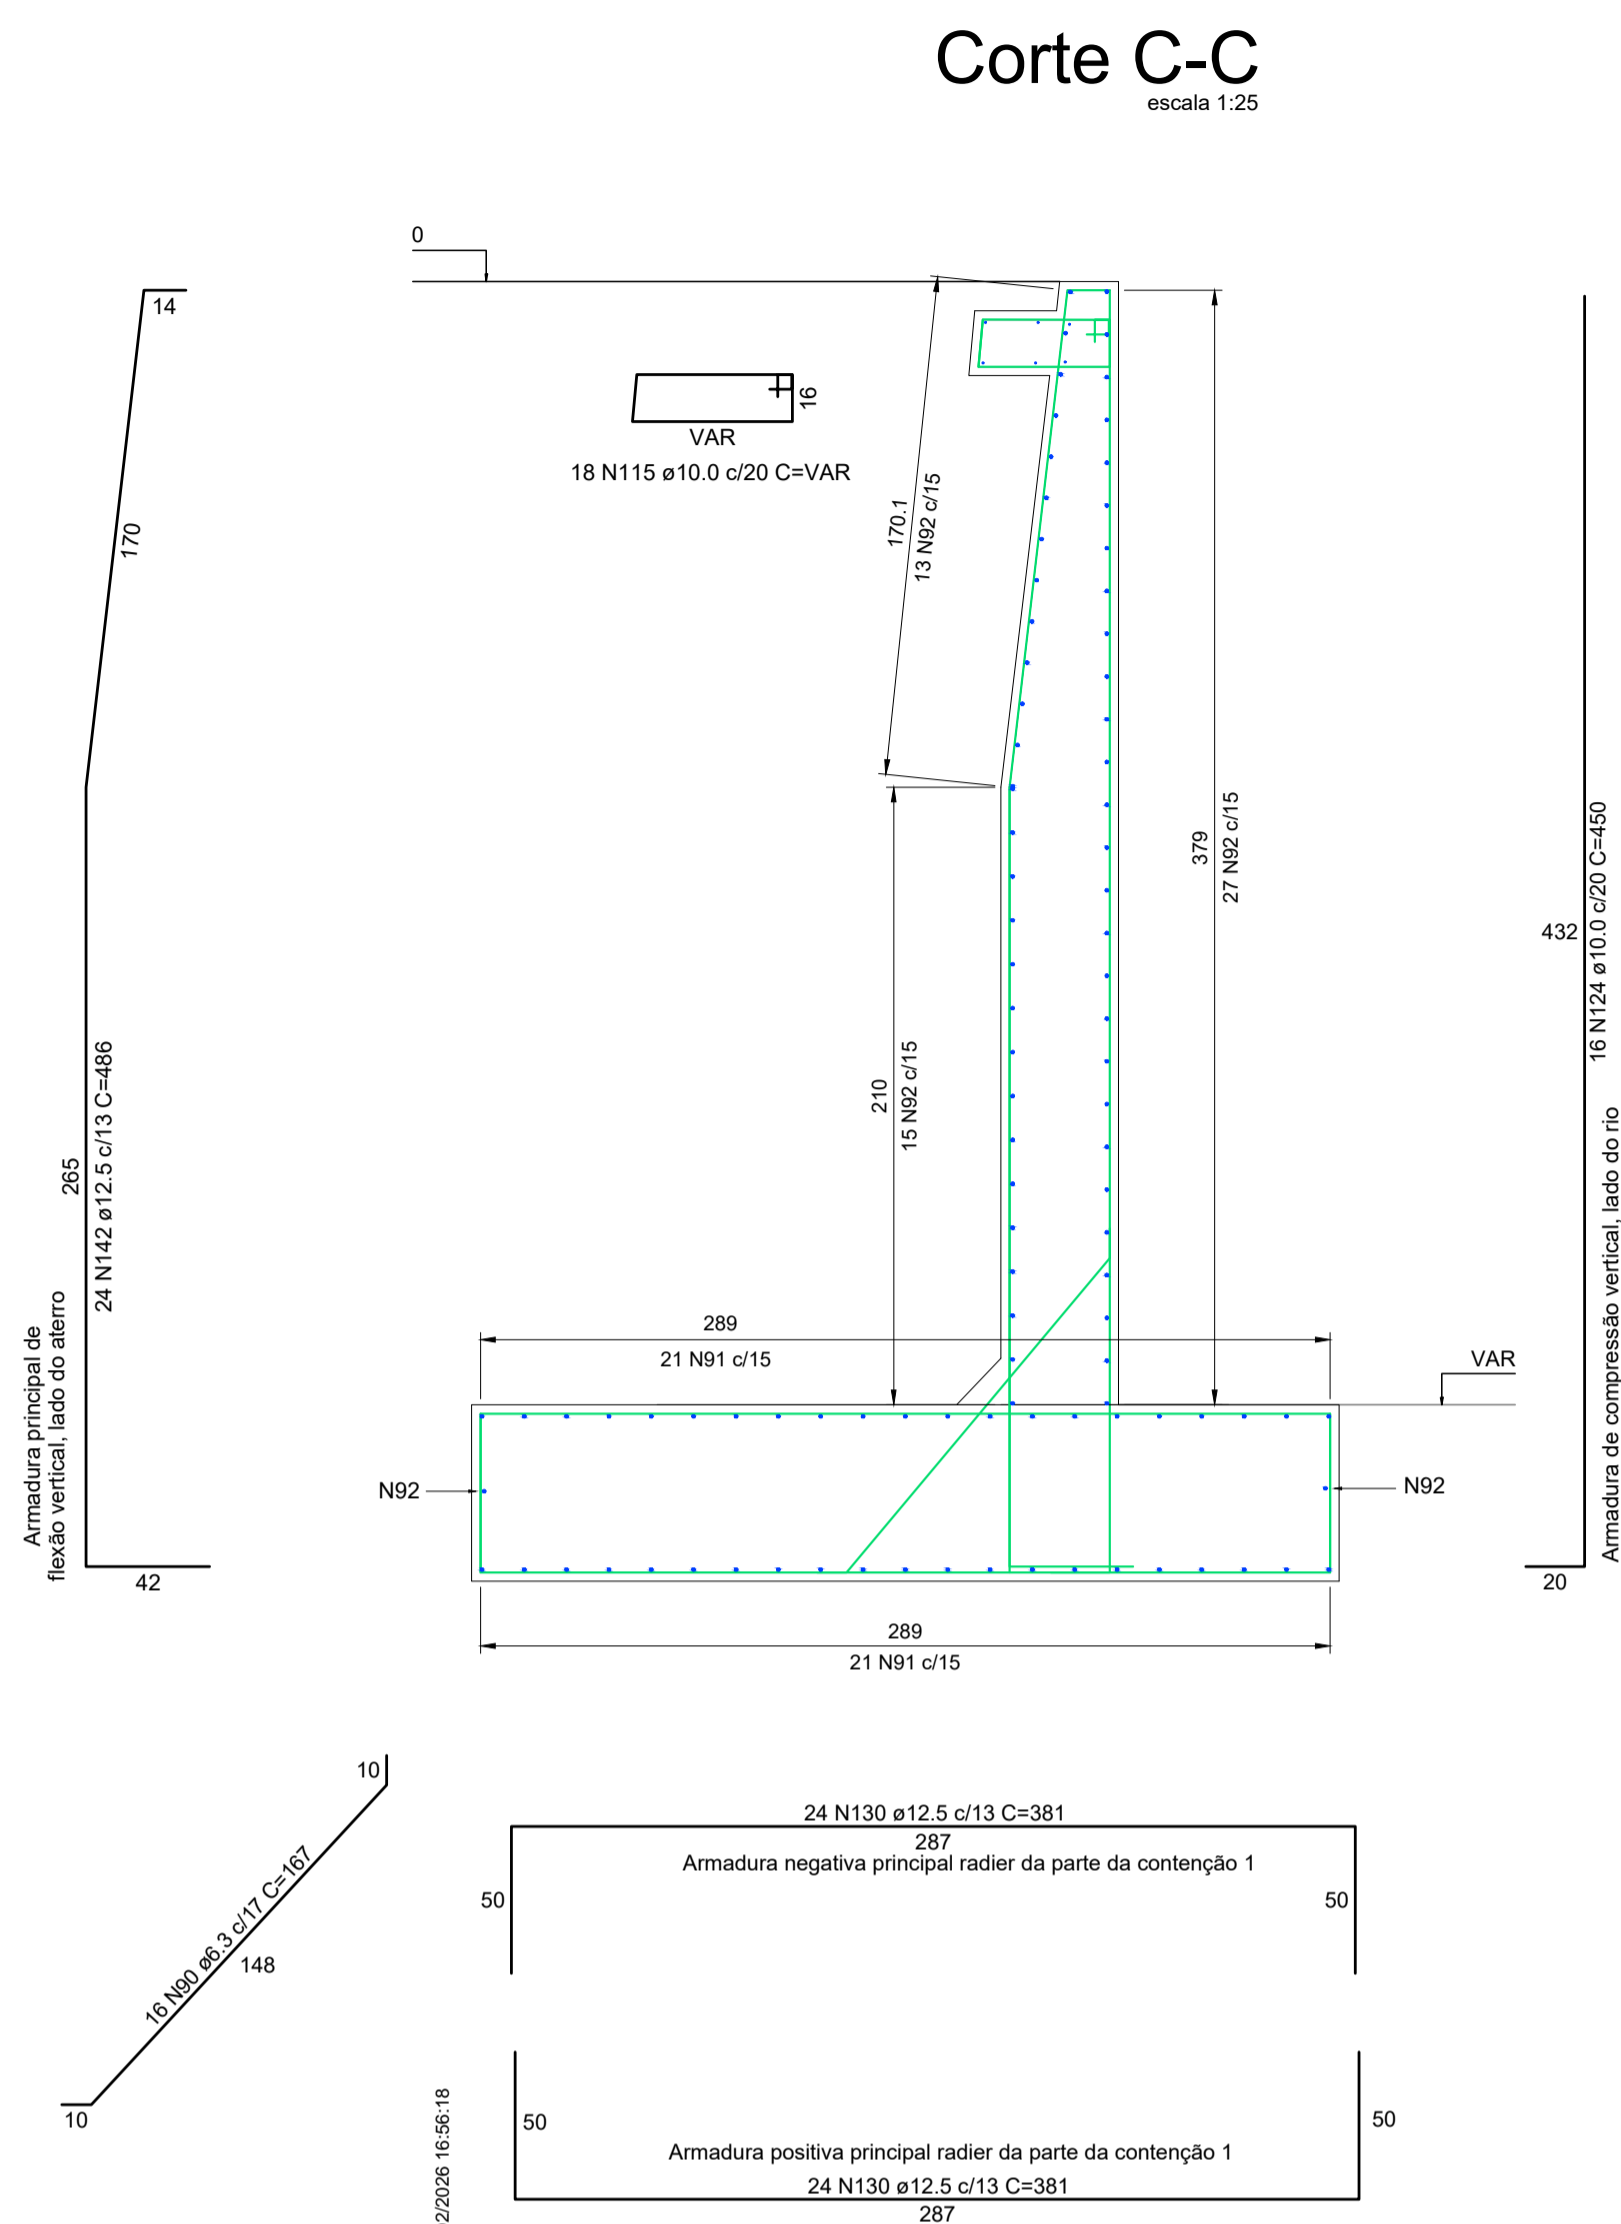 Corte C-C
escala 1:25
0
14
170
265
24 N142 ø12.5 c/13 C=486
Armadura principal de
flexão vertical, lado do aterro
42
16
VAR
18 N115 ø10.0 c/20 C=VAR
170.1
13 N92 c/15
210
15 N92 c/15
379
27 N92 c/15
432
16 N124 ø10.0 c/20 C=450
Armadura de compressão vertical, lado do rio
20
289
21 N91 c/15
VAR
N92
N92
289
21 N91 c/15
10
16 N90 ø6.3 c/17 C=167
148
10
24 N130 ø12.5 c/13 C=381
287
Armadura negativa principal radier da parte da contenção 1
50
50
2/2026 16:56:18
50
50
Armadura positiva principal radier da parte da contenção 1
24 N130 ø12.5 c/13 C=381
287